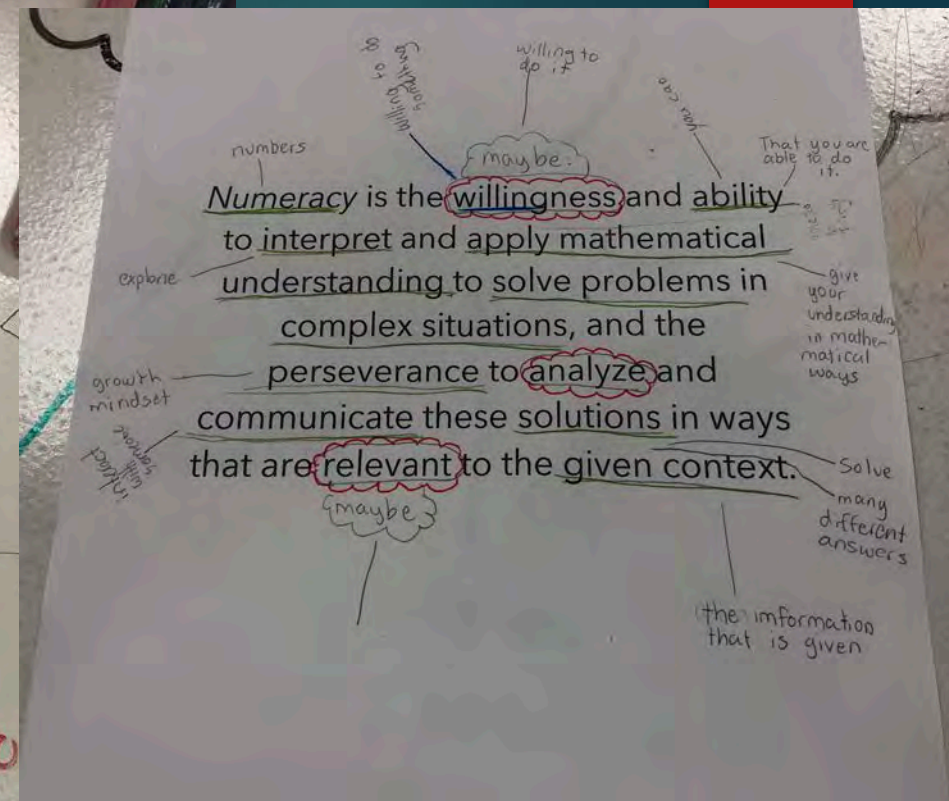 willing to
do it
you can
numbers
maybe:
That you are
able to do
it.
Numeracy is the willingness and ability
to interpret and apply mathematical
understanding to solve problems in
complex situations, and the
perseverance to analyze and
communicate these solutions in ways
that are relevant to the given context.
explore
give
your
understanding
in mathe-
matical
ways
growth
mindset
interact
with
someone
Solve
many
different
answers
maybe
the information
that is given